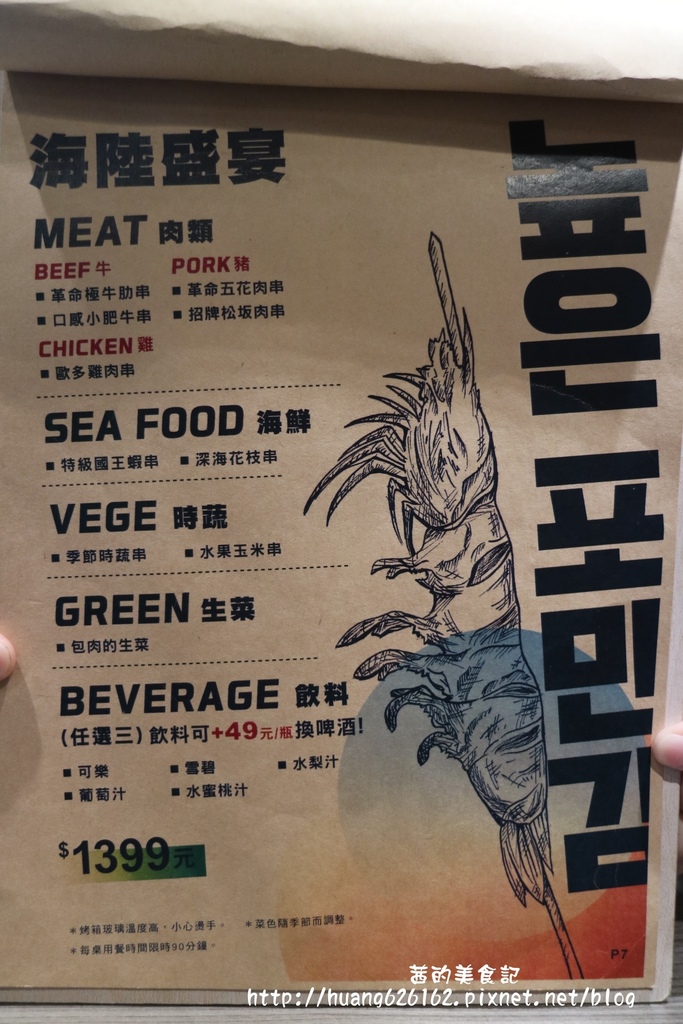 海陸盛宴
MEAT 肉類
BEEF 牛 PORK 豬
■ 革命極牛肋串 ■ 革命五花肉串
■ 口感小肥牛串 ■ 招牌松坂肉串
CHICKEN 雞
■ 歐多雞肉串
SEA FOOD 海鮮
■ 特級國王蝦串 ■ 深海花枝串
VEGE 時蔬
■ 季節時蔬串 ■ 水果玉米串
GREEN 生菜
■ 包肉的生菜
BEVERAGE 飲料
(任選三) 飲料可+49元/瓶換啤酒!
■ 可樂 ■ 雪碧 ■ 水梨汁
■ 葡萄汁 ■ 水蜜桃汁
$1399元
＊烤箱玻璃溫度高，小心燙手。 ＊菜色隨季節而調整。
＊每桌用餐時間限時90分鐘。
P7
茜的美食記
http://huang626162.pixnet.net/blog